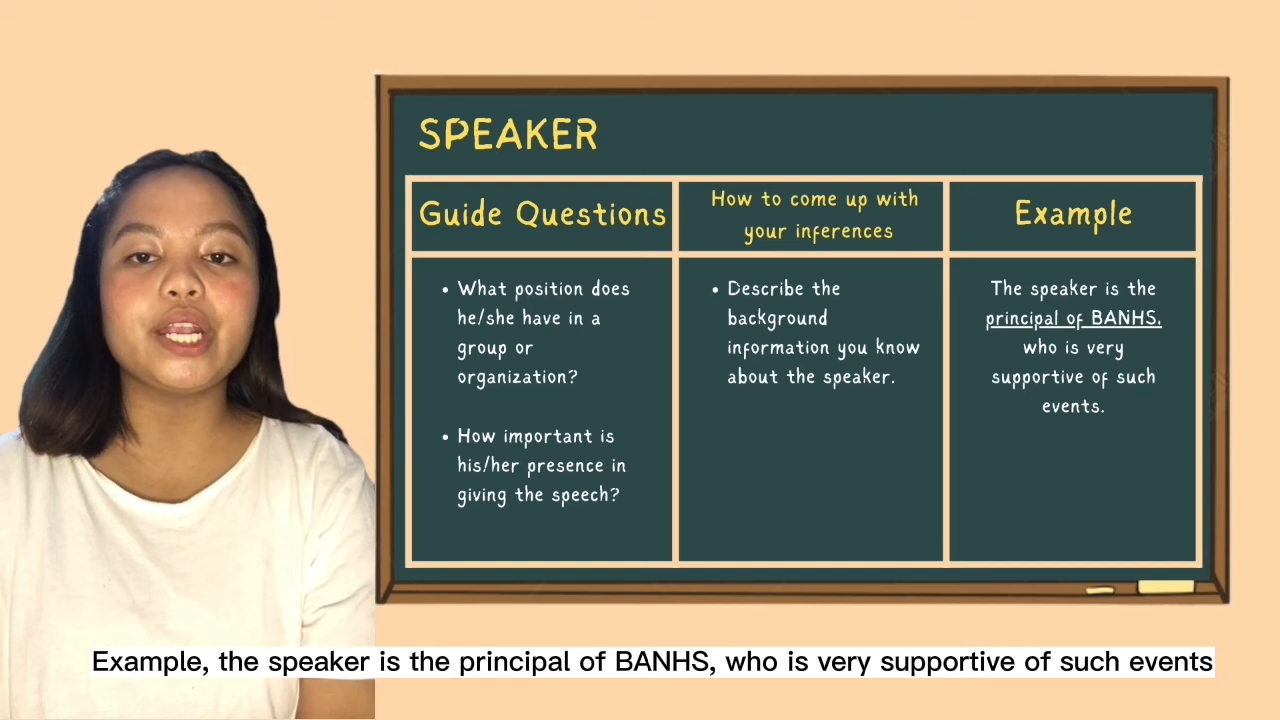 SPEAKER
Guide Questions
How to come up with
your inferences
Example
• What position does
he/she have in a
group or
organization?
• How important is
his/her presence in
giving the speech?
• Describe the
background
information you know
about the speaker.
The speaker is the
principal of BANHS,
who is very
supportive of such
events.
Example, the speaker is the principal of BANHS, who is very supportive of such events